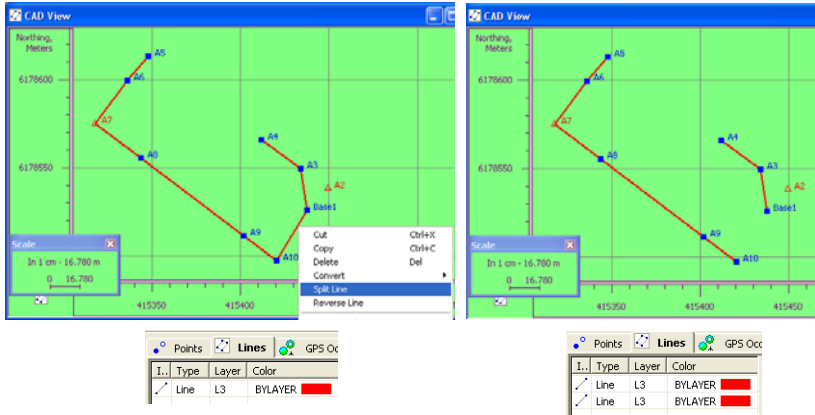 CAD View
Northing,
Meters
6178600
6178550
A5
A6
A7
A8
A4
A3
A2
Base1
A9
A10
Scale
In 1 cm - 16.780 m
0 16.780
415350
415400
Cut Ctrl+X
Copy Ctrl+C
Delete Del
Convert
Split Line
Reverse Line
Points Lines GPS Occ
I.. Type Layer Color
Line L3 BYLAYER
CAD View
Northing,
Meters
6178600
6178550
A5
A6
A7
A8
A4
A3
A2
Base1
A9
A10
Scale
In 1 cm - 16.780 m
0 16.780
415350
415400
415450
Points Lines GPS Occ
I.. Type Layer Color
Line L3 BYLAYER
Line L3 BYLAYER